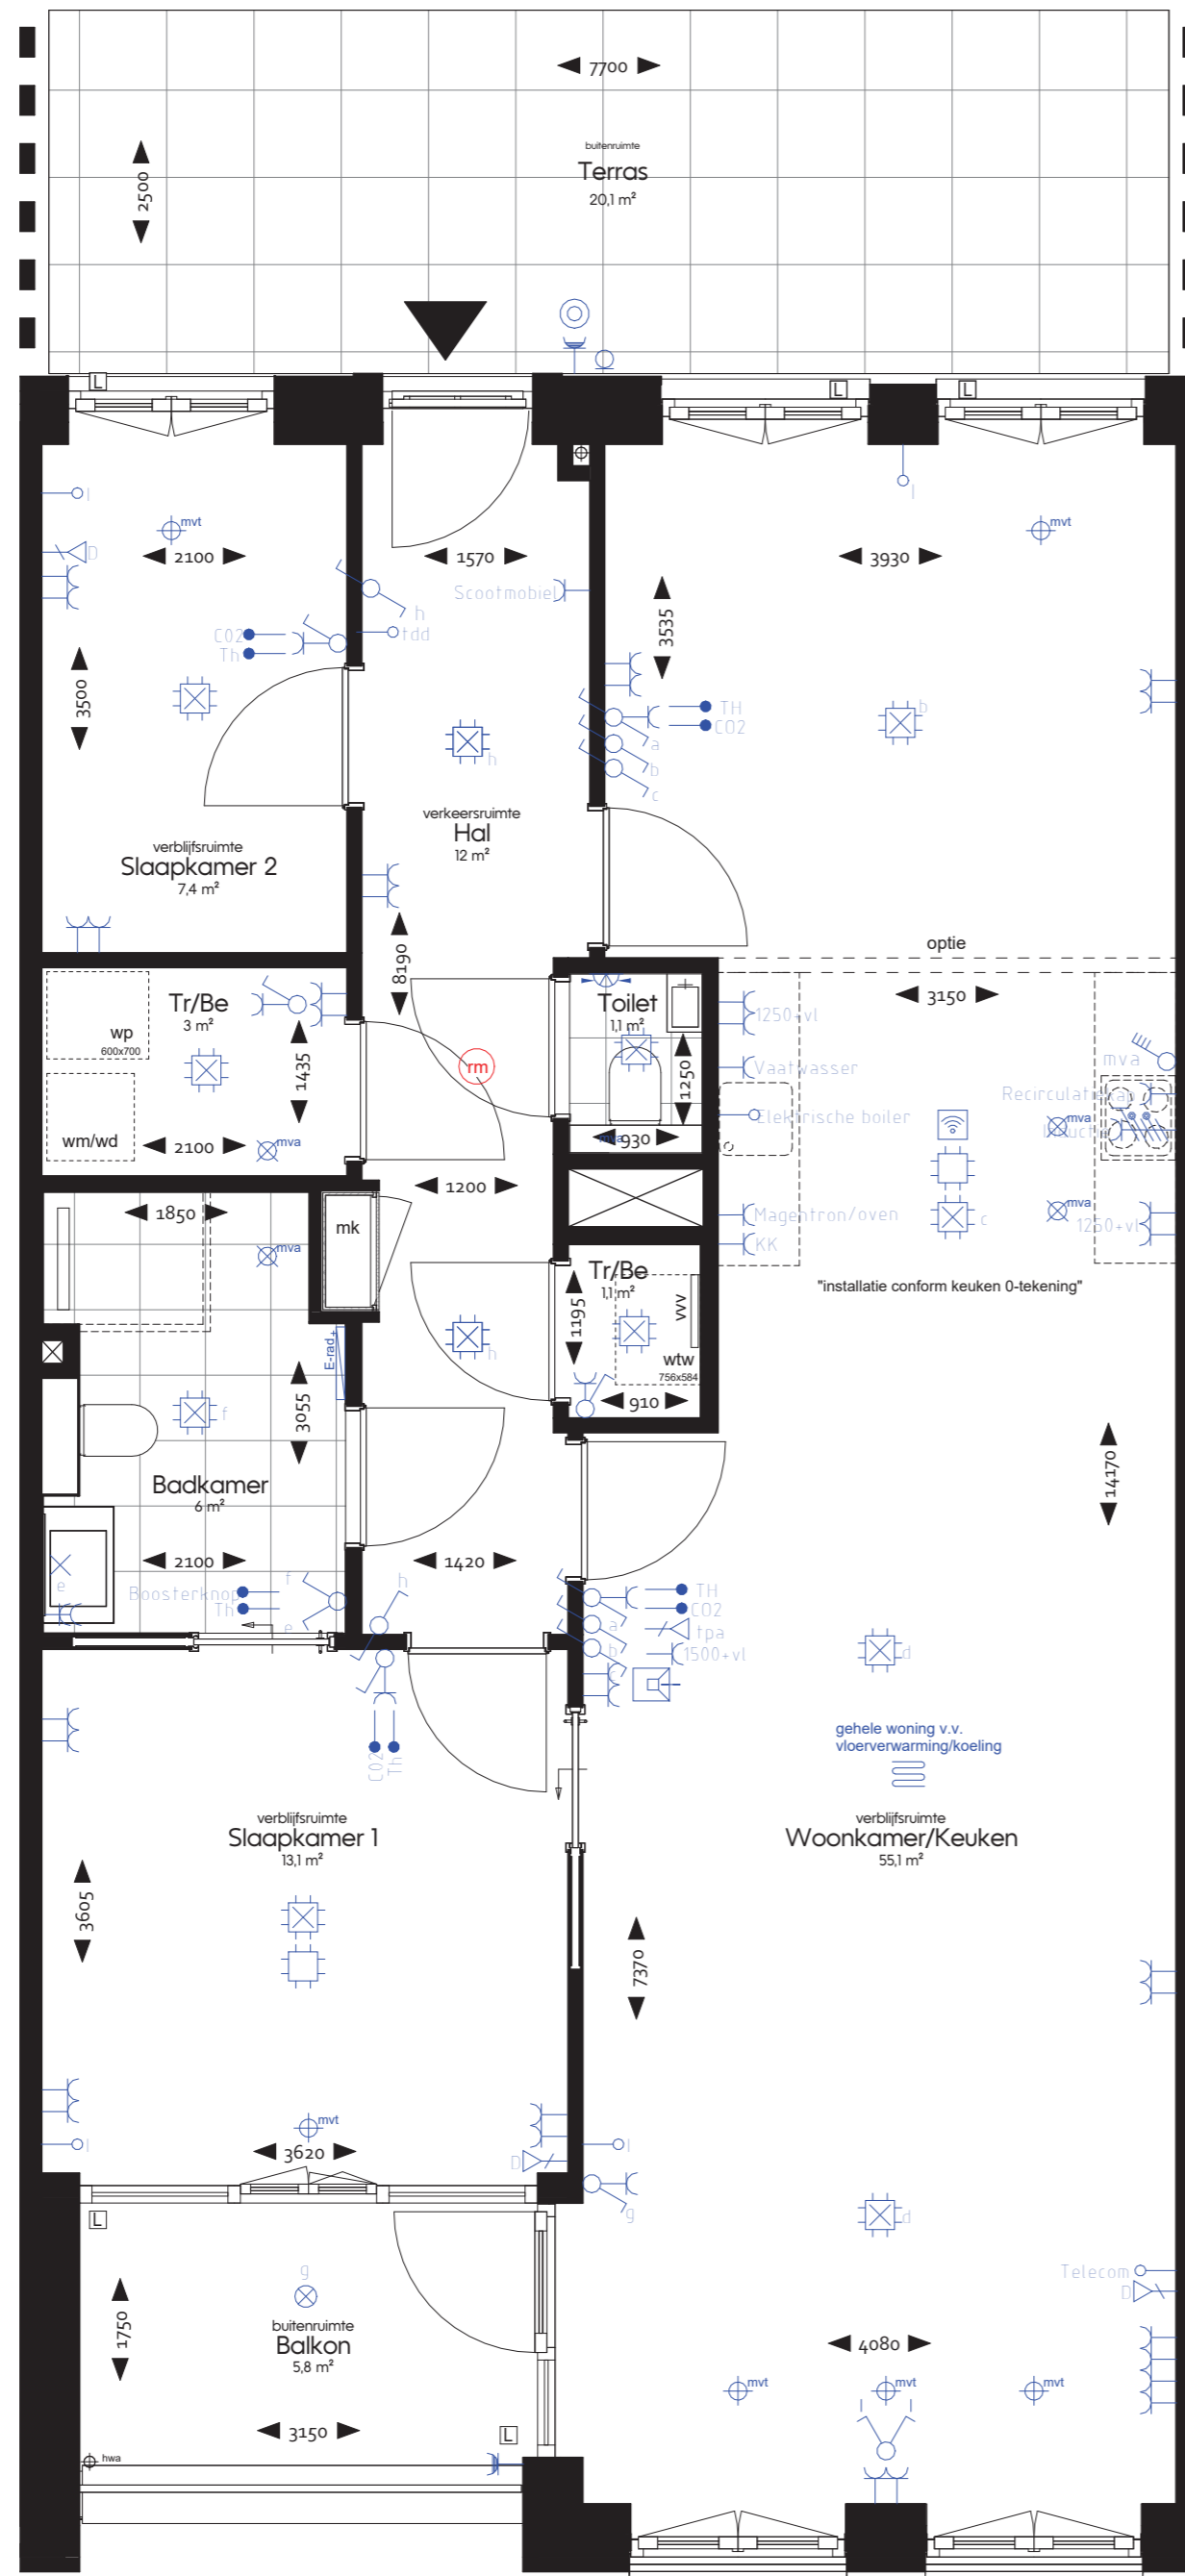 7700
buitenruimte
Terras
20,1 m²
2500
L
L
L
l
mvt
D
2100
1570
Scootmobiel
3930
l
mvt
3535
h
tdd
CO2
Th
3500
TH
CO2
a
b
c
b
h
verkeersruimte
Hal
12 m²
verblijfsruimte
Slaapkamer 2
7,4 m²
8190
optie
3150
Tr/Be
3 m²
wp
600x700
1435
wm/wd
2100
mva
rm
Toilet
1,1 m²
1250
930
mva
1250+vl
Vaatwasser
Elektrische boiler
mva
Recirculatiekap
mva
mva
c
1250+vl
Magentron/oven
KK
"installatie conform keuken 0-tekening"
1200
1850
mk
mva
Tr/Be
1,1 m²
1195
vvv
wtw
756x584
910
h
E-rad
3055
f
Badkamer
6 m²
2100
e
Boosterknop
Th
f
e
h
1420
14170
TH
CO2
a
tpa
b
1500+vl
c
d
CO2
Th
gehele woning v.v.
vloerverwarming/koeling
verblijfsruimte
Slaapkamer 1
13,1 m²
verblijfsruimte
Woonkamer/Keuken
55,1 m²
3605
7370
mvt
l
3620
D
l
g
L
d
g
Telecom
D
buitenruimte
Balkon
5,8 m²
1750
4080
mvt
mvt
mvt
l
l
3150
L
hwa